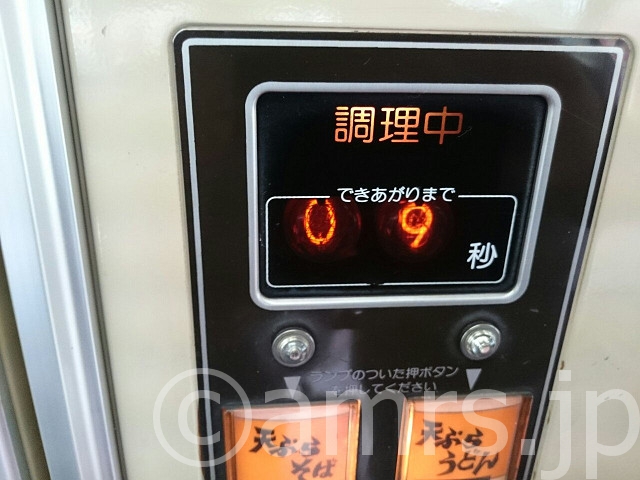 調理中
できあがりまで
09
秒
ランプのついた押ボタン
を押してください
天ぷら
そば
天ぷら
うどん
©amrs.jp